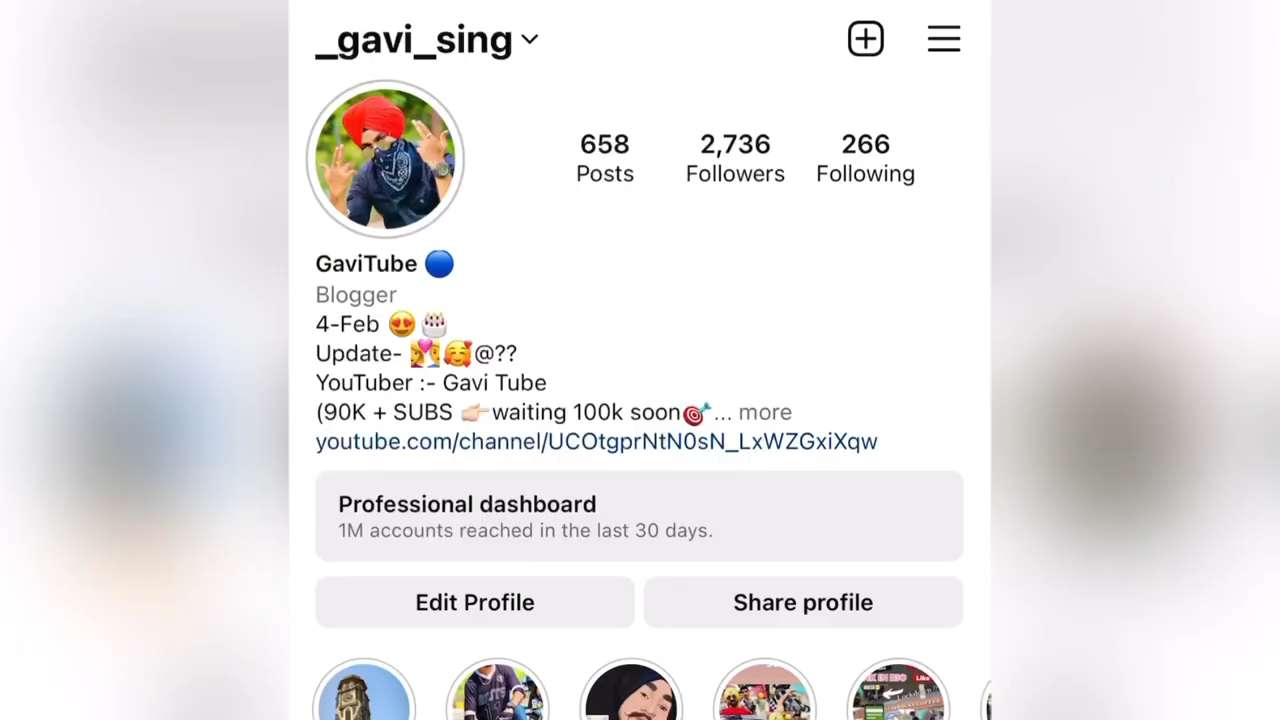 _gavi_sing
658
Posts
2,736
Followers
266
Following
GaviTube 🔵
Blogger
4-Feb 😍🎂
Update- 💏🥰@??
YouTuber :- Gavi Tube
(90K + SUBS 👉🏻waiting 100k soon🎯... more
youtube.com/channel/UCOtgprNtN0sN_LxWZGxiXqw
Professional dashboard
1M accounts reached in the last 30 days.
Edit Profile
Share profile
Like